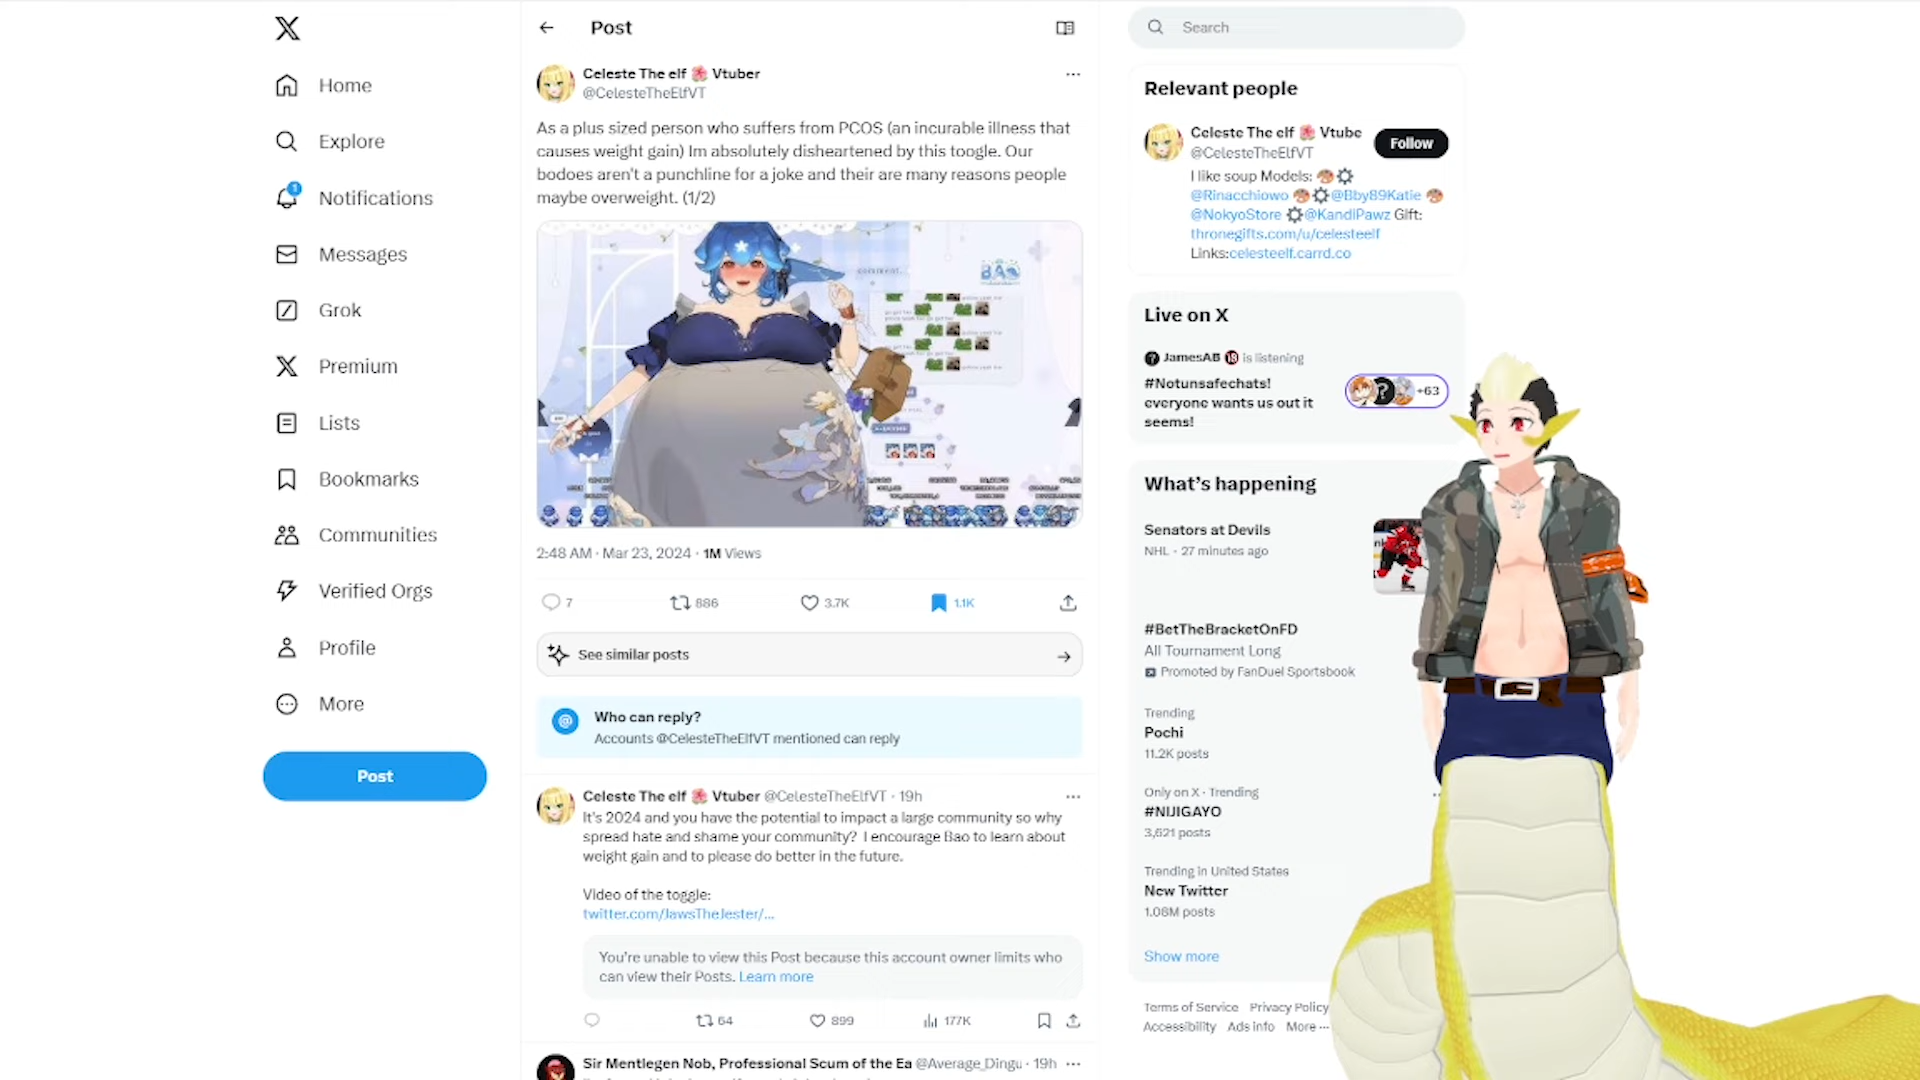 Home
Explore
1
Notifications
Messages
Grok
Premium
Lists
Bookmarks
Communities
Verified Orgs
Profile
More
Post
Post
Celeste The elf 🌺 Vtuber
@CelesteTheElfVT
As a plus sized person who suffers from PCOS (an incurable illness that
causes weight gain) Im absolutely disheartened by this toogle. Our
bodoes aren't a punchline for a joke and their are many reasons people
maybe overweight. (1/2)
comment.
BAO
2:48 AM · Mar 23, 2024 · 1M Views
7
886
3.7K
1.1K
See similar posts
Who can reply?
Accounts @CelesteTheElfVT mentioned can reply
Celeste The elf 🌺 Vtuber @CelesteTheElfVT · 19h
It's 2024 and you have the potential to impact a large community so why
spread hate and shame your community? I encourage Bao to learn about
weight gain and to please do better in the future.
Video of the toggle:
twitter.com/JawsTheJester/...
You're unable to view this Post because this account owner limits who
can view their Posts. Learn more
64
899
177K
Sir Mentlegen Nob, Professional Scum of the Ea @Average_Dingu · 19h
Search
Relevant people
Celeste The elf 🌺 Vtube
@CelesteTheElfVT
Follow
I like soup Models: 🎨⚙
@Rinacchiowo 🎨⚙@Bby89Katie 🎨
@NokyoStore ⚙@KandiPawz Gift:
thronegifts.com/u/celesteelf
Links:celesteelf.carrd.co
Live on X
JamesAB 🔞 is listening
#Notunsafechats!
everyone wants us out it
seems!
+63
What's happening
Senators at Devils
NHL · 27 minutes ago
#BetTheBracketOnFD
All Tournament Long
Promoted by FanDuel Sportsbook
Trending
Pochi
11.2K posts
Only on X · Trending
#NIJIGAYO
3,621 posts
Trending in United States
New Twitter
1.08M posts
Show more
Terms of Service Privacy Policy
Accessibility Ads info More ···